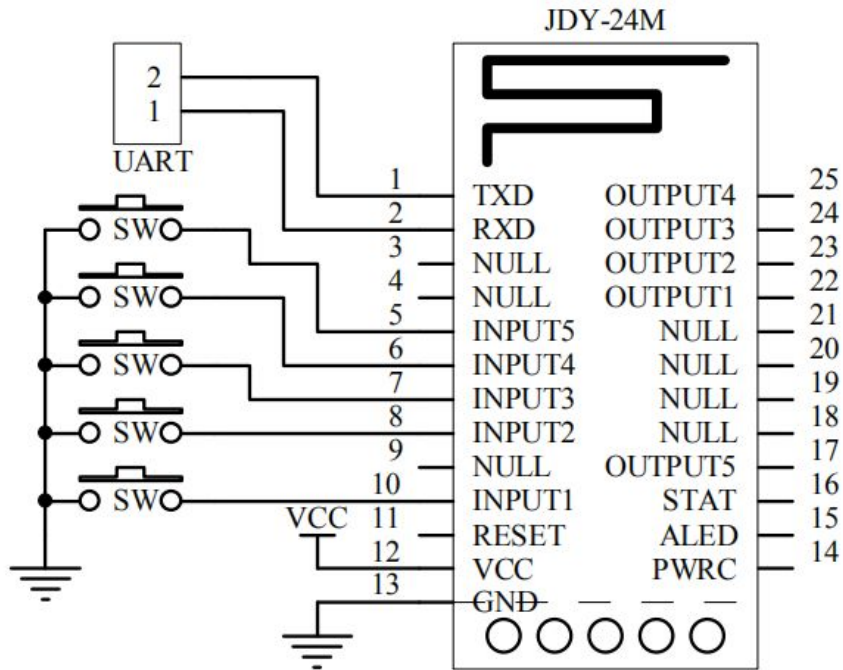 JDY-24M
2
1
UART
1 TXD OUTPUT4 25
2 RXD OUTPUT3 24
3 NULL OUTPUT2 23
4 NULL OUTPUT1 22
5 INPUT5 NULL 21
6 INPUT4 NULL 20
7 INPUT3 NULL 19
8 INPUT2 NULL 18
9 NULL OUTPUT5 17
10 INPUT1 STAT 16
11 RESET ALED 15
12 VCC PWRC 14
13 GND
SW
SW
SW
SW
SW
VCC